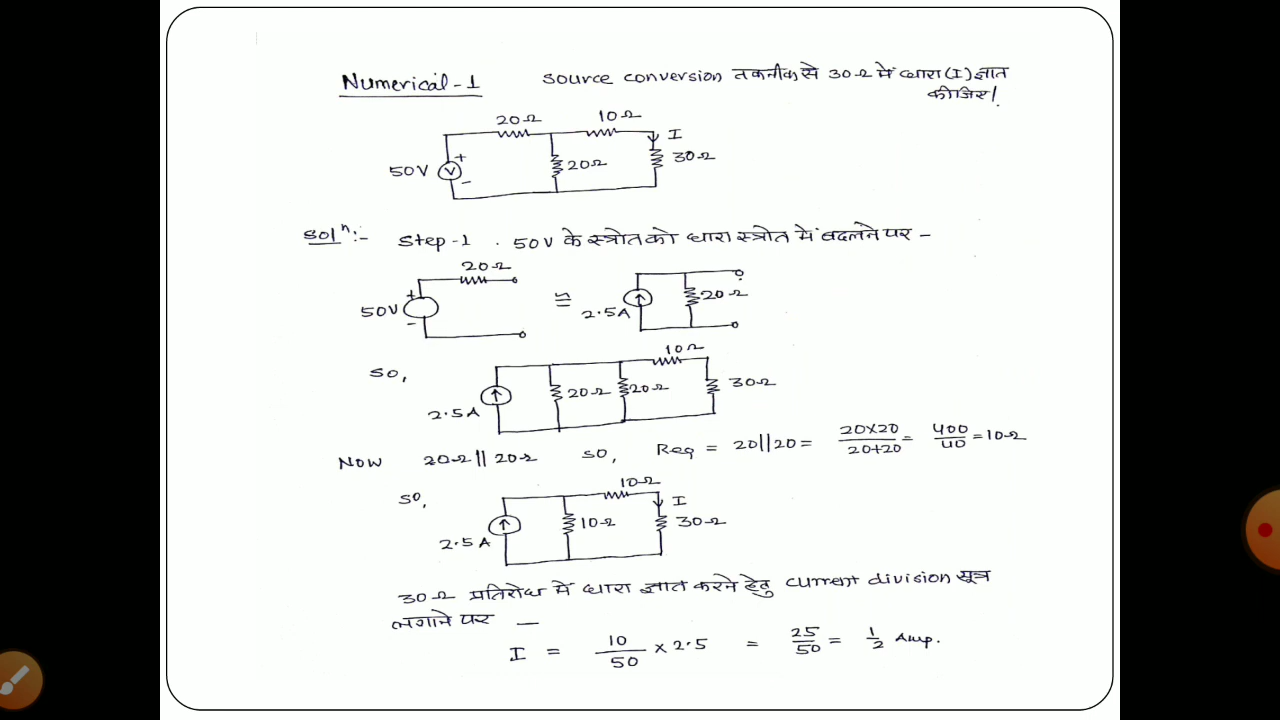 Numerical-1 source conversion तकनीक से 30Ω में धारा (I) ज्ञात
कीजिए!
20Ω 10Ω
I
50V + V - 20Ω 30Ω
Solⁿ:- Step-1 . 50V के स्त्रोत को धारा स्त्रोत में बदलने पर -
20Ω
50V + - ≅ 2.5A 20Ω
10Ω
so,
2.5A 20Ω 20Ω 30Ω
Now 20Ω || 20Ω so, Req = 20||20 = 20×20/20+20 = 400/40 = 10Ω
so, 10Ω
I
2.5A 10Ω 30Ω
30Ω प्रतिरोध में धारा ज्ञात करने हेतु current division सूत्र
लगाने पर —
I = 10/50 × 2.5 = 25/50 = 1/2 Amp.